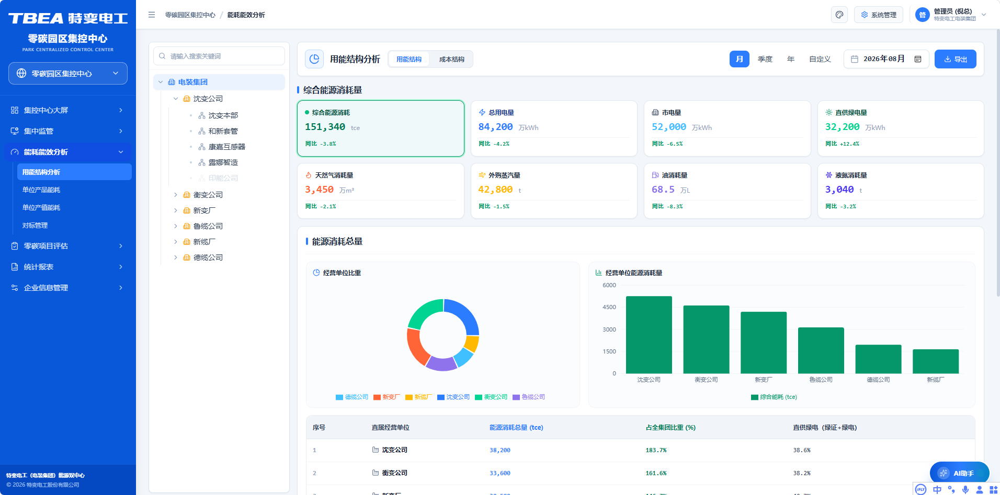 TBEA 特变电工
零碳园区集控中心
PARK CENTRALIZED CONTROL CENTER
零碳园区集控中心
集控中心大屏
集中监管
能耗能效分析
用能结构分析
单位产品能耗
单位产值能耗
对标管理
零碳项目评估
统计报表
企业信息管理
特变电工（电装集团）能源双中心
© 2026 特变电工股份有限公司
零碳园区集控中心 / 能耗能效分析
系统管理
管 管理员 (倪总)
特变电工电装集团
请输入搜索关键词
电装集团
沈变公司
沈变本部
和新套管
康嘉互感器
露娜智造
印能公司
衡变公司
新变厂
鲁缆公司
新缆厂
德缆公司
用能结构分析 用能结构 成本结构
月 季度 年 自定义 2026年08月 导出
综合能源消耗量
综合能源消耗
151,340 tce
同比 -3.8%
总用电量
84,200 万kWh
同比 -4.2%
市电量
52,000 万kWh
同比 -6.5%
直供绿电量
32,200 万kWh
同比 +12.4%
天然气消耗量
3,450 万m³
同比 -2.1%
外购蒸汽量
42,800 t
同比 -1.5%
油消耗量
68.5 万L
同比 -8.3%
液氮消耗量
3,040 t
同比 -3.2%
能源消耗总量
经营单位比重
德缆公司 新变厂 新缆厂 沈变公司 衡变公司 鲁缆公司
经营单位能源消耗量
6000
4500
3000
1500
0
沈变公司 衡变公司 新变厂 鲁缆公司 德缆公司 新缆厂
综合能耗 (tce)
序号 直属经营单位 能源消耗总量 (tce) 占全集团比重 (%) 直供绿电（绿证+绿电)
1 沈变公司 38,200 183.7% 38.6%
2 衡变公司 33,600 161.6% 38.2%
AI助手
iFLY 中